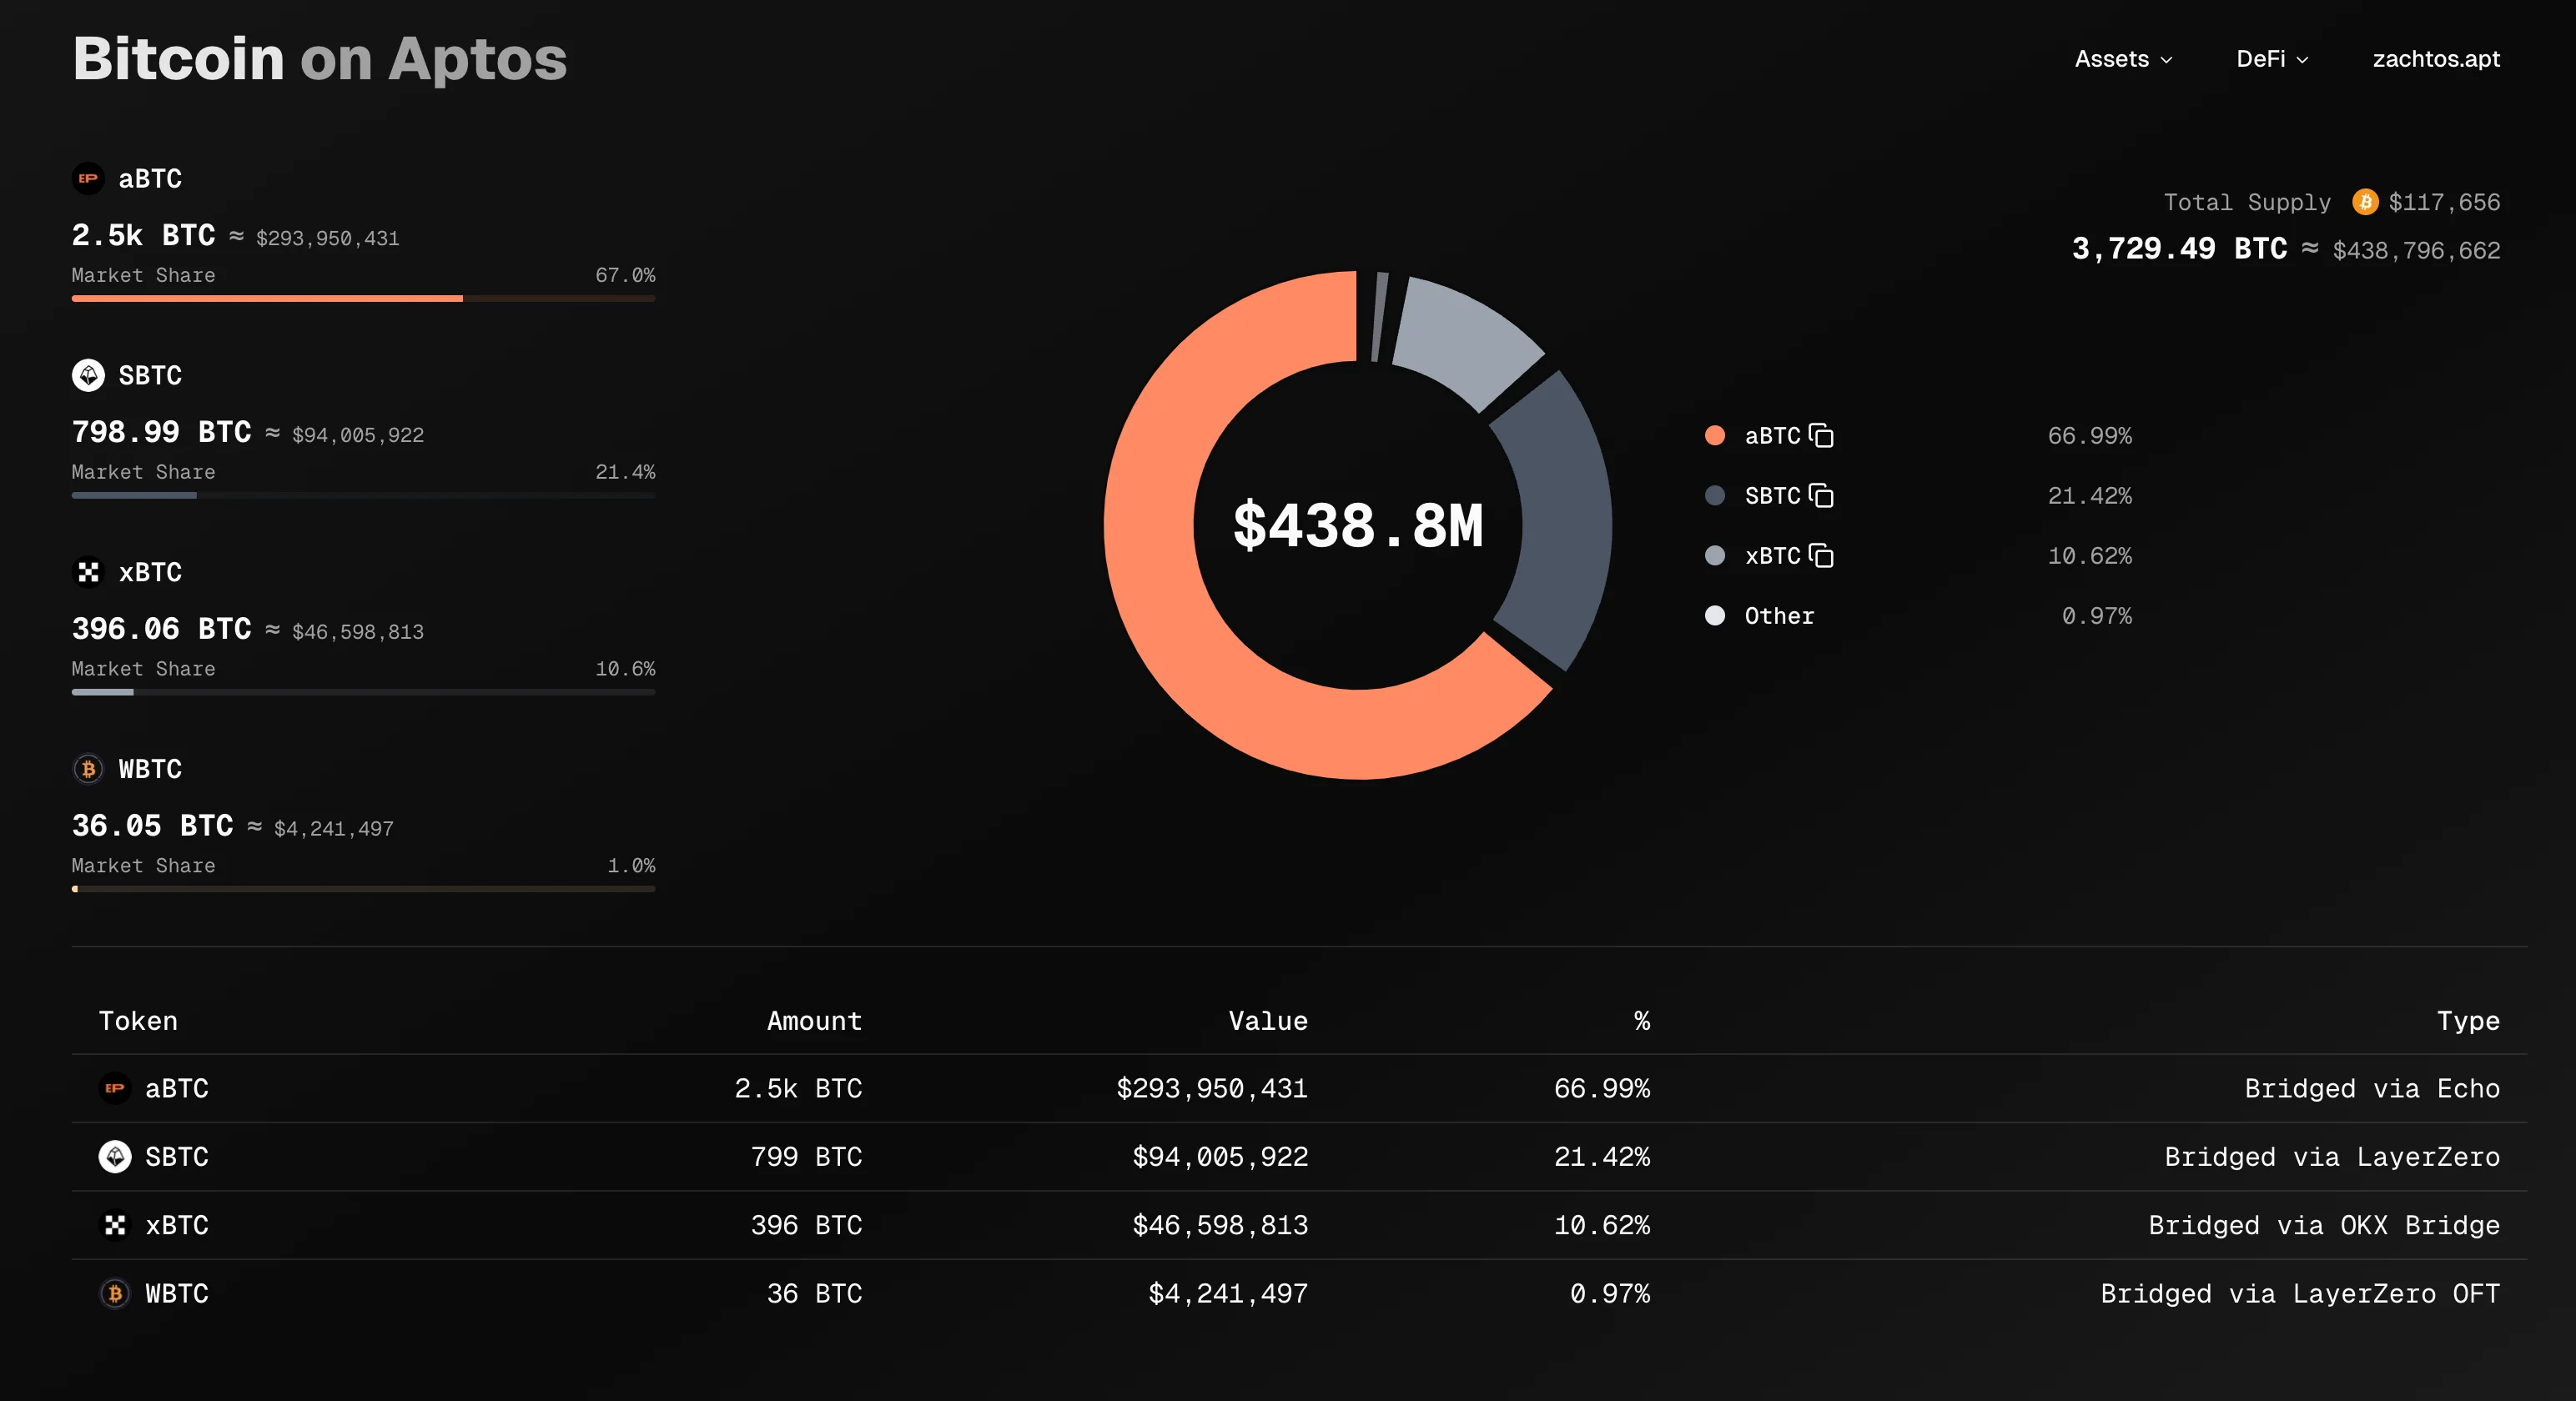 Bitcoin on Aptos
Assets DeFi zachtos.apt
aBTC
2.5k BTC ≈ $293,950,431
Market Share 67.0%
SBTC
798.99 BTC ≈ $94,005,922
Market Share 21.4%
xBTC
396.06 BTC ≈ $46,598,813
Market Share 10.6%
WBTC
36.05 BTC ≈ $4,241,497
Market Share 1.0%
$438.8M
Total Supply $117,656
3,729.49 BTC ≈ $438,796,662
aBTC 66.99%
SBTC 21.42%
xBTC 10.62%
Other 0.97%
Token Amount Value % Type
aBTC 2.5k BTC $293,950,431 66.99% Bridged via Echo
SBTC 799 BTC $94,005,922 21.42% Bridged via LayerZero
xBTC 396 BTC $46,598,813 10.62% Bridged via OKX Bridge
WBTC 36 BTC $4,241,497 0.97% Bridged via LayerZero OFT